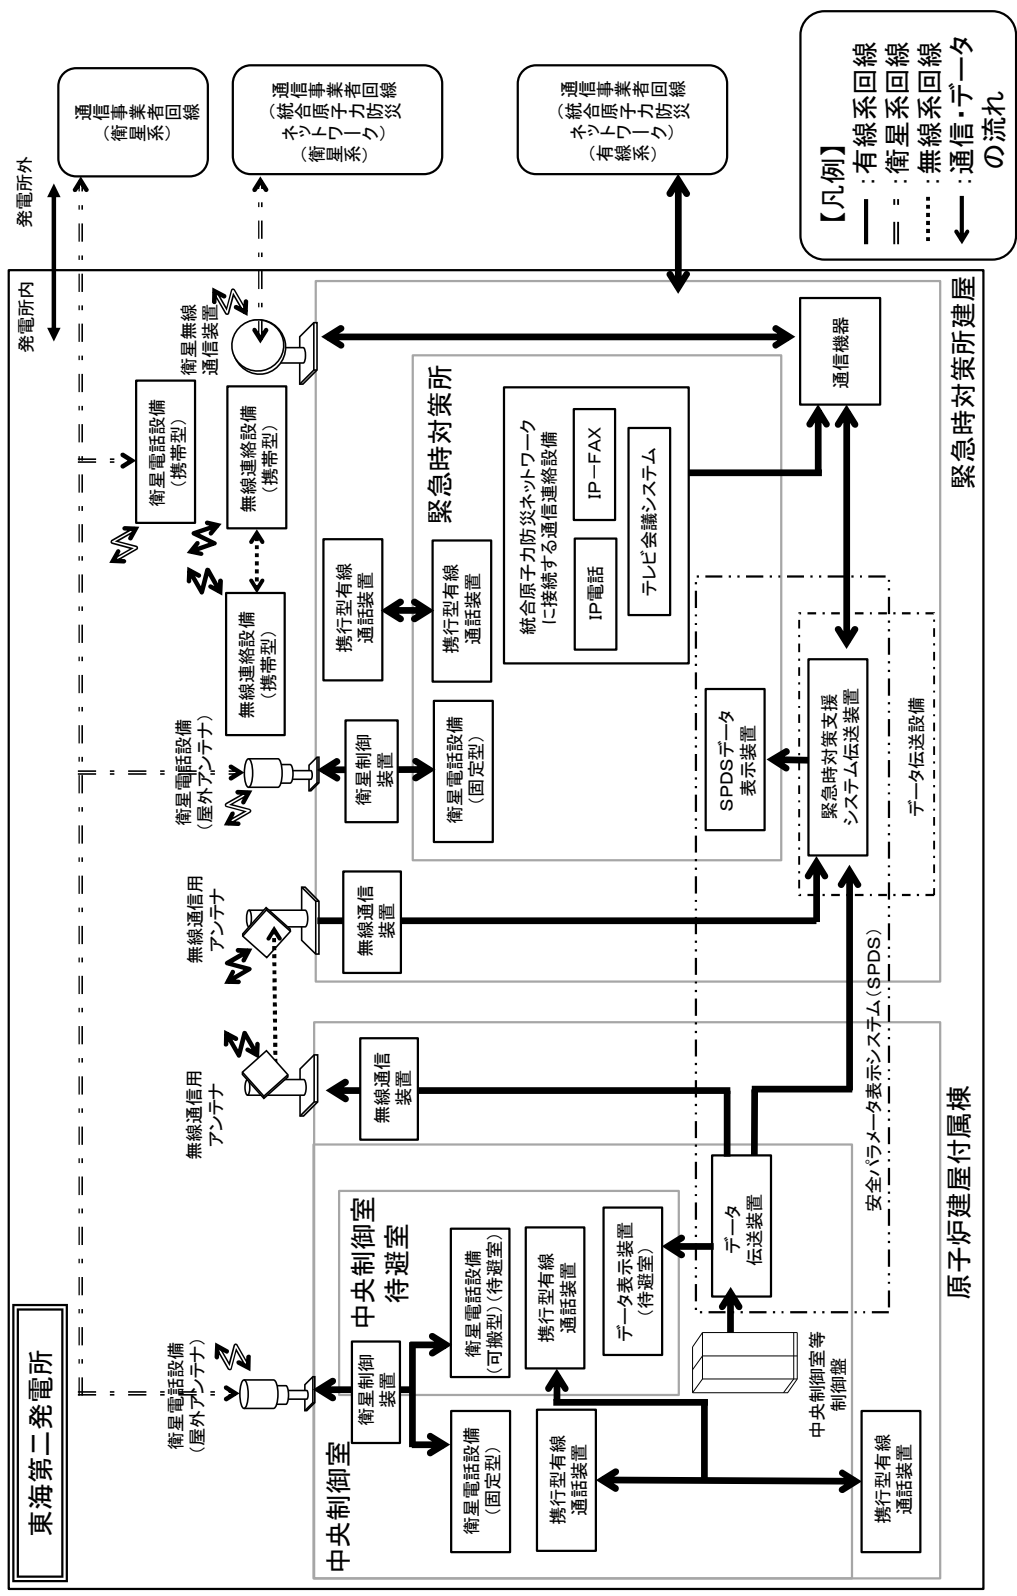 東海第二発電所
発電所内
発電所外
通信事業者回線
(衛星系)
通信事業者回線
(統合原子力防災
ネットワーク)
(衛星系)
通信事業者回線
(統合原子力防災
ネットワーク)
(有線系)
【凡例】
:有線系回線
:衛星系回線
:無線系回線
:通信・データ
の流れ
衛星電話設備
(屋外アンテナ)
無線通信用
アンテナ
無線通信用
アンテナ
衛星電話設備
(屋外アンテナ)
無線連絡設備
(携帯型)
無線連絡設備
(携帯型)
衛星電話設備
(携帯型)
衛星無線
通信装置
中央制御室
中央制御室
待避室
衛星制御
装置
衛星電話設備
(固定型)
衛星電話設備
(可搬型)(待避室)
携行型有線
通話装置
携行型有線
通話装置
データ表示装置
(待避室)
携行型有線
通話装置
中央制御室等
制御盤
データ
伝送装置
無線通信
装置
原子炉建屋付属棟
安全パラメータ表示システム(SPDS)
無線通信
装置
衛星制御
装置
衛星電話設備
(固定型)
携行型有線
通話装置
携行型有線
通話装置
緊急時対策所
統合原子力防災ネットワーク
に接続する通信連絡設備
IP電話
IP-FAX
テレビ会議システム
SPDSデータ
表示装置
緊急時対策支援
システム伝送装置
データ伝送設備
通信機器
緊急時対策所建屋